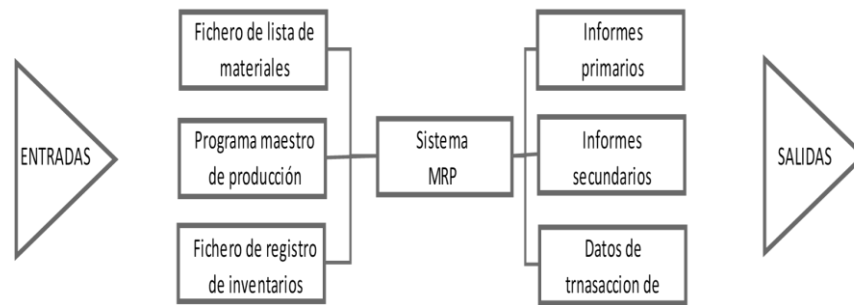 ENTRADAS
Fichero de lista de
materiales
Programa maestro
de producción
Fichero de registro
de inventarios
Sistema
MRP
Informes
primarios
Informes
secundarios
Datos de
trnasaccion de
SALIDAS